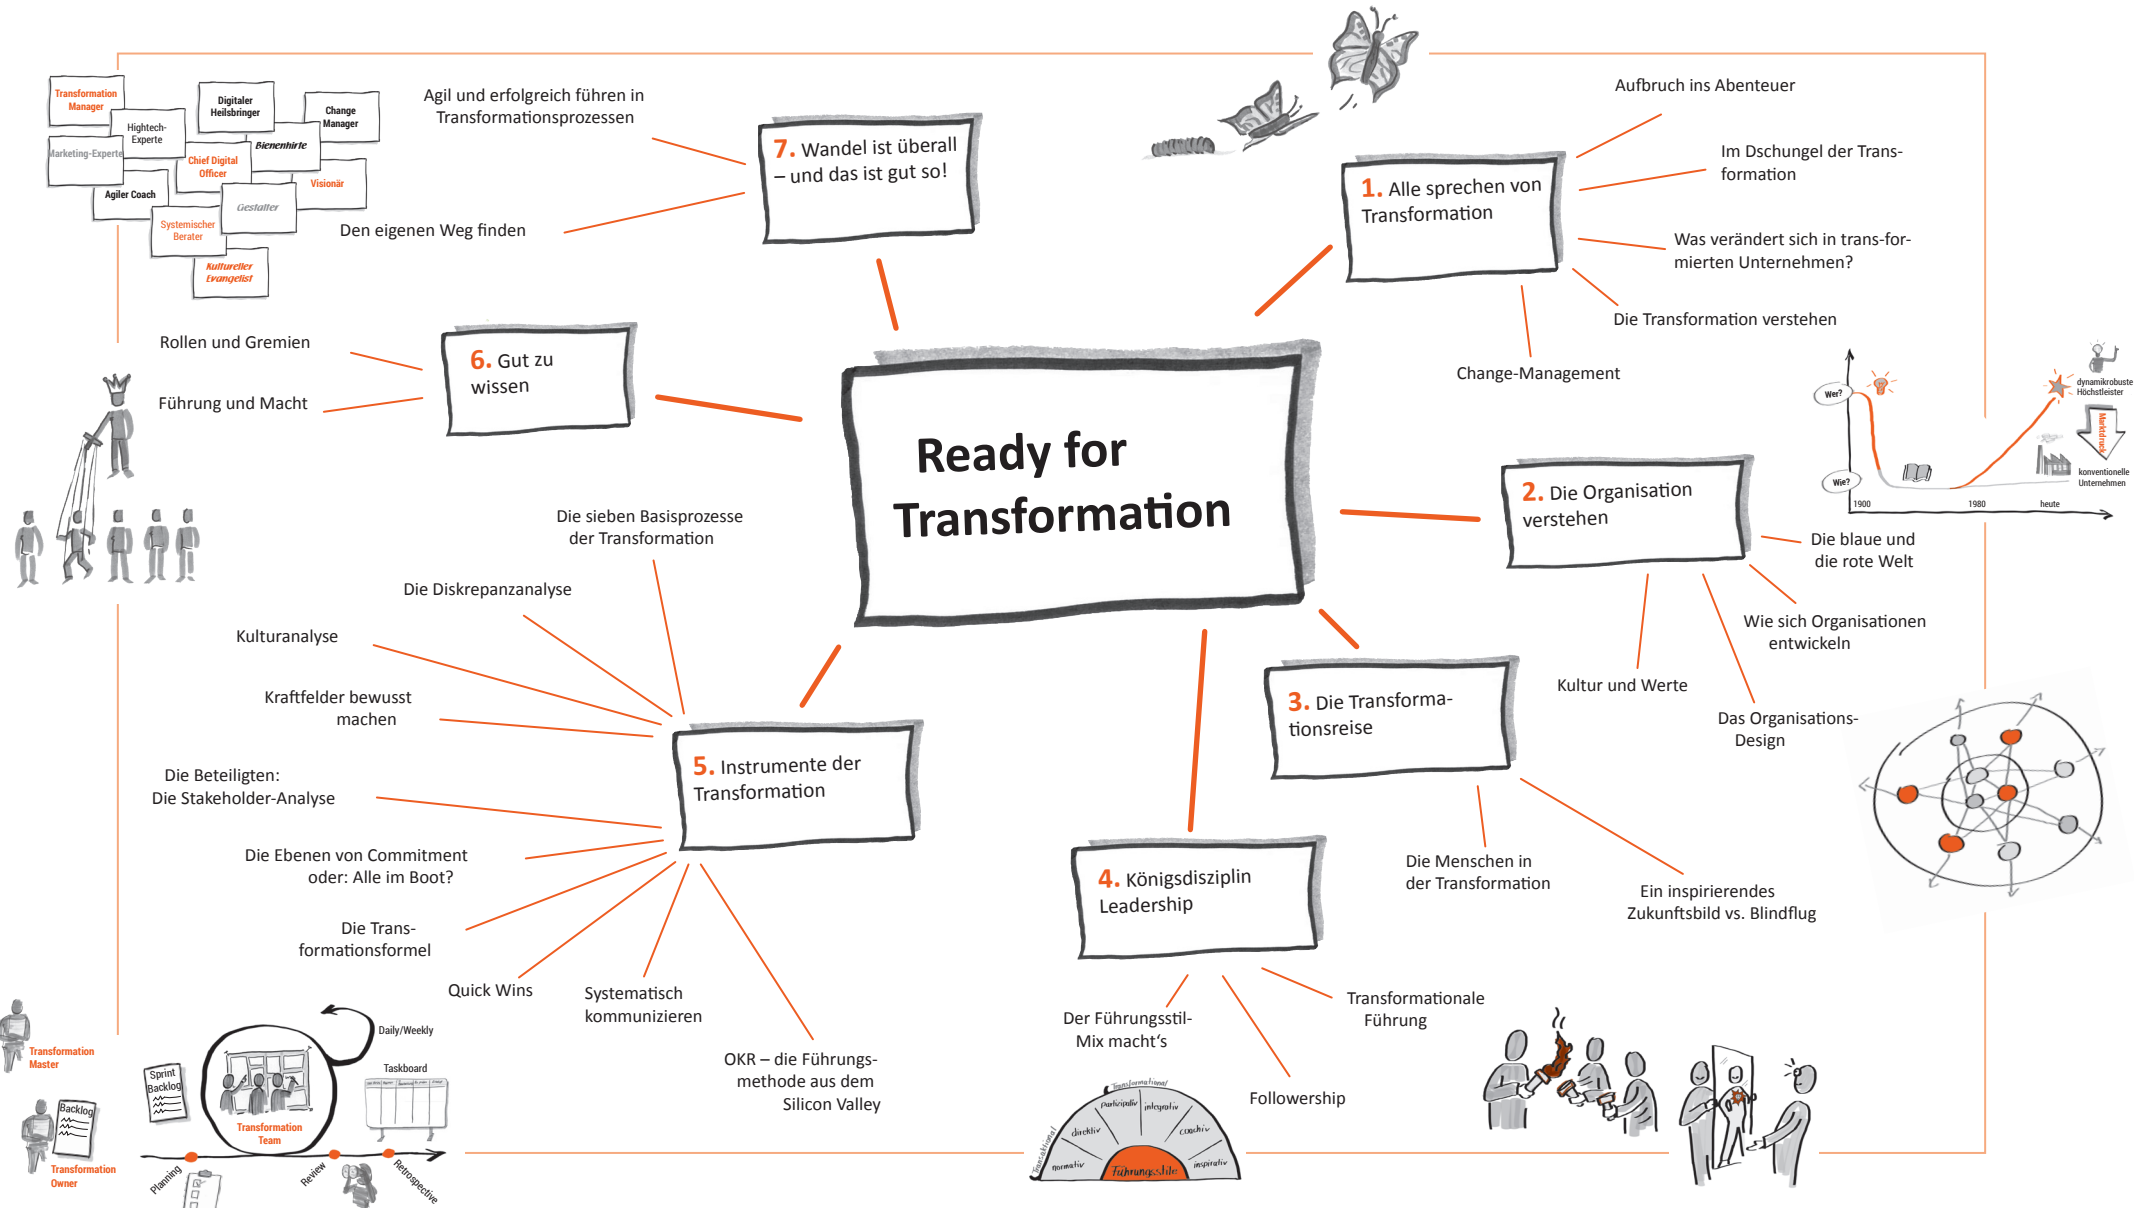 Ready for
Transformation
1. Alle sprechen von
Transformation
Aufbruch ins Abenteuer
Im Dschungel der Trans-
formation
Was verändert sich in trans-for-
mierten Unternehmen?
Die Transformation verstehen
Change-Management
2. Die Organisation
verstehen
Die blaue und
die rote Welt
Wie sich Organisationen
entwickeln
Das Organisations-
Design
Kultur und Werte
3. Die Transforma-
tionsreise
Die Menschen in
der Transformation
Ein inspirierendes
Zukunftsbild vs. Blindflug
4. Königsdisziplin
Leadership
Transformationale
Führung
Followership
Der Führungsstil-
Mix macht's
5. Instrumente der
Transformation
Die sieben Basisprozesse
der Transformation
Die Diskrepanzanalyse
Kulturanalyse
Kraftfelder bewusst
machen
Die Beteiligten:
Die Stakeholder-Analyse
Die Ebenen von Commitment
oder: Alle im Boot?
Die Trans-
formationsformel
Quick Wins
Systematisch
kommunizieren
OKR – die Führungs-
methode aus dem
Silicon Valley
6. Gut zu
wissen
Rollen und Gremien
Führung und Macht
7. Wandel ist überall
– und das ist gut so!
Agil und erfolgreich führen in
Transformationsprozessen
Den eigenen Weg finden
Transformation
Manager
Hightech-
Experte
Digitaler
Heilsbringer
Change
Manager
Marketing-Experte
Bienenhirte
Chief Digital
Officer
Visionär
Agiler Coach
Gestalter
Systemischer
Berater
Kultureller
Evangelist
Wer?
Wie?
1900
1980
heute
dynamikrobuste
Höchstleister
Marktdruck
konventionelle
Unternehmen
Transformation
Master
Backlog
Transformation
Owner
Sprint
Backlog
Transformation
Team
Daily/Weekly
Taskboard
Planning
Review
Retrospective
Transaktional
Transformational
normativ
direktiv
partizipativ
integrativ
coachiv
inspirativ
Führungsstile